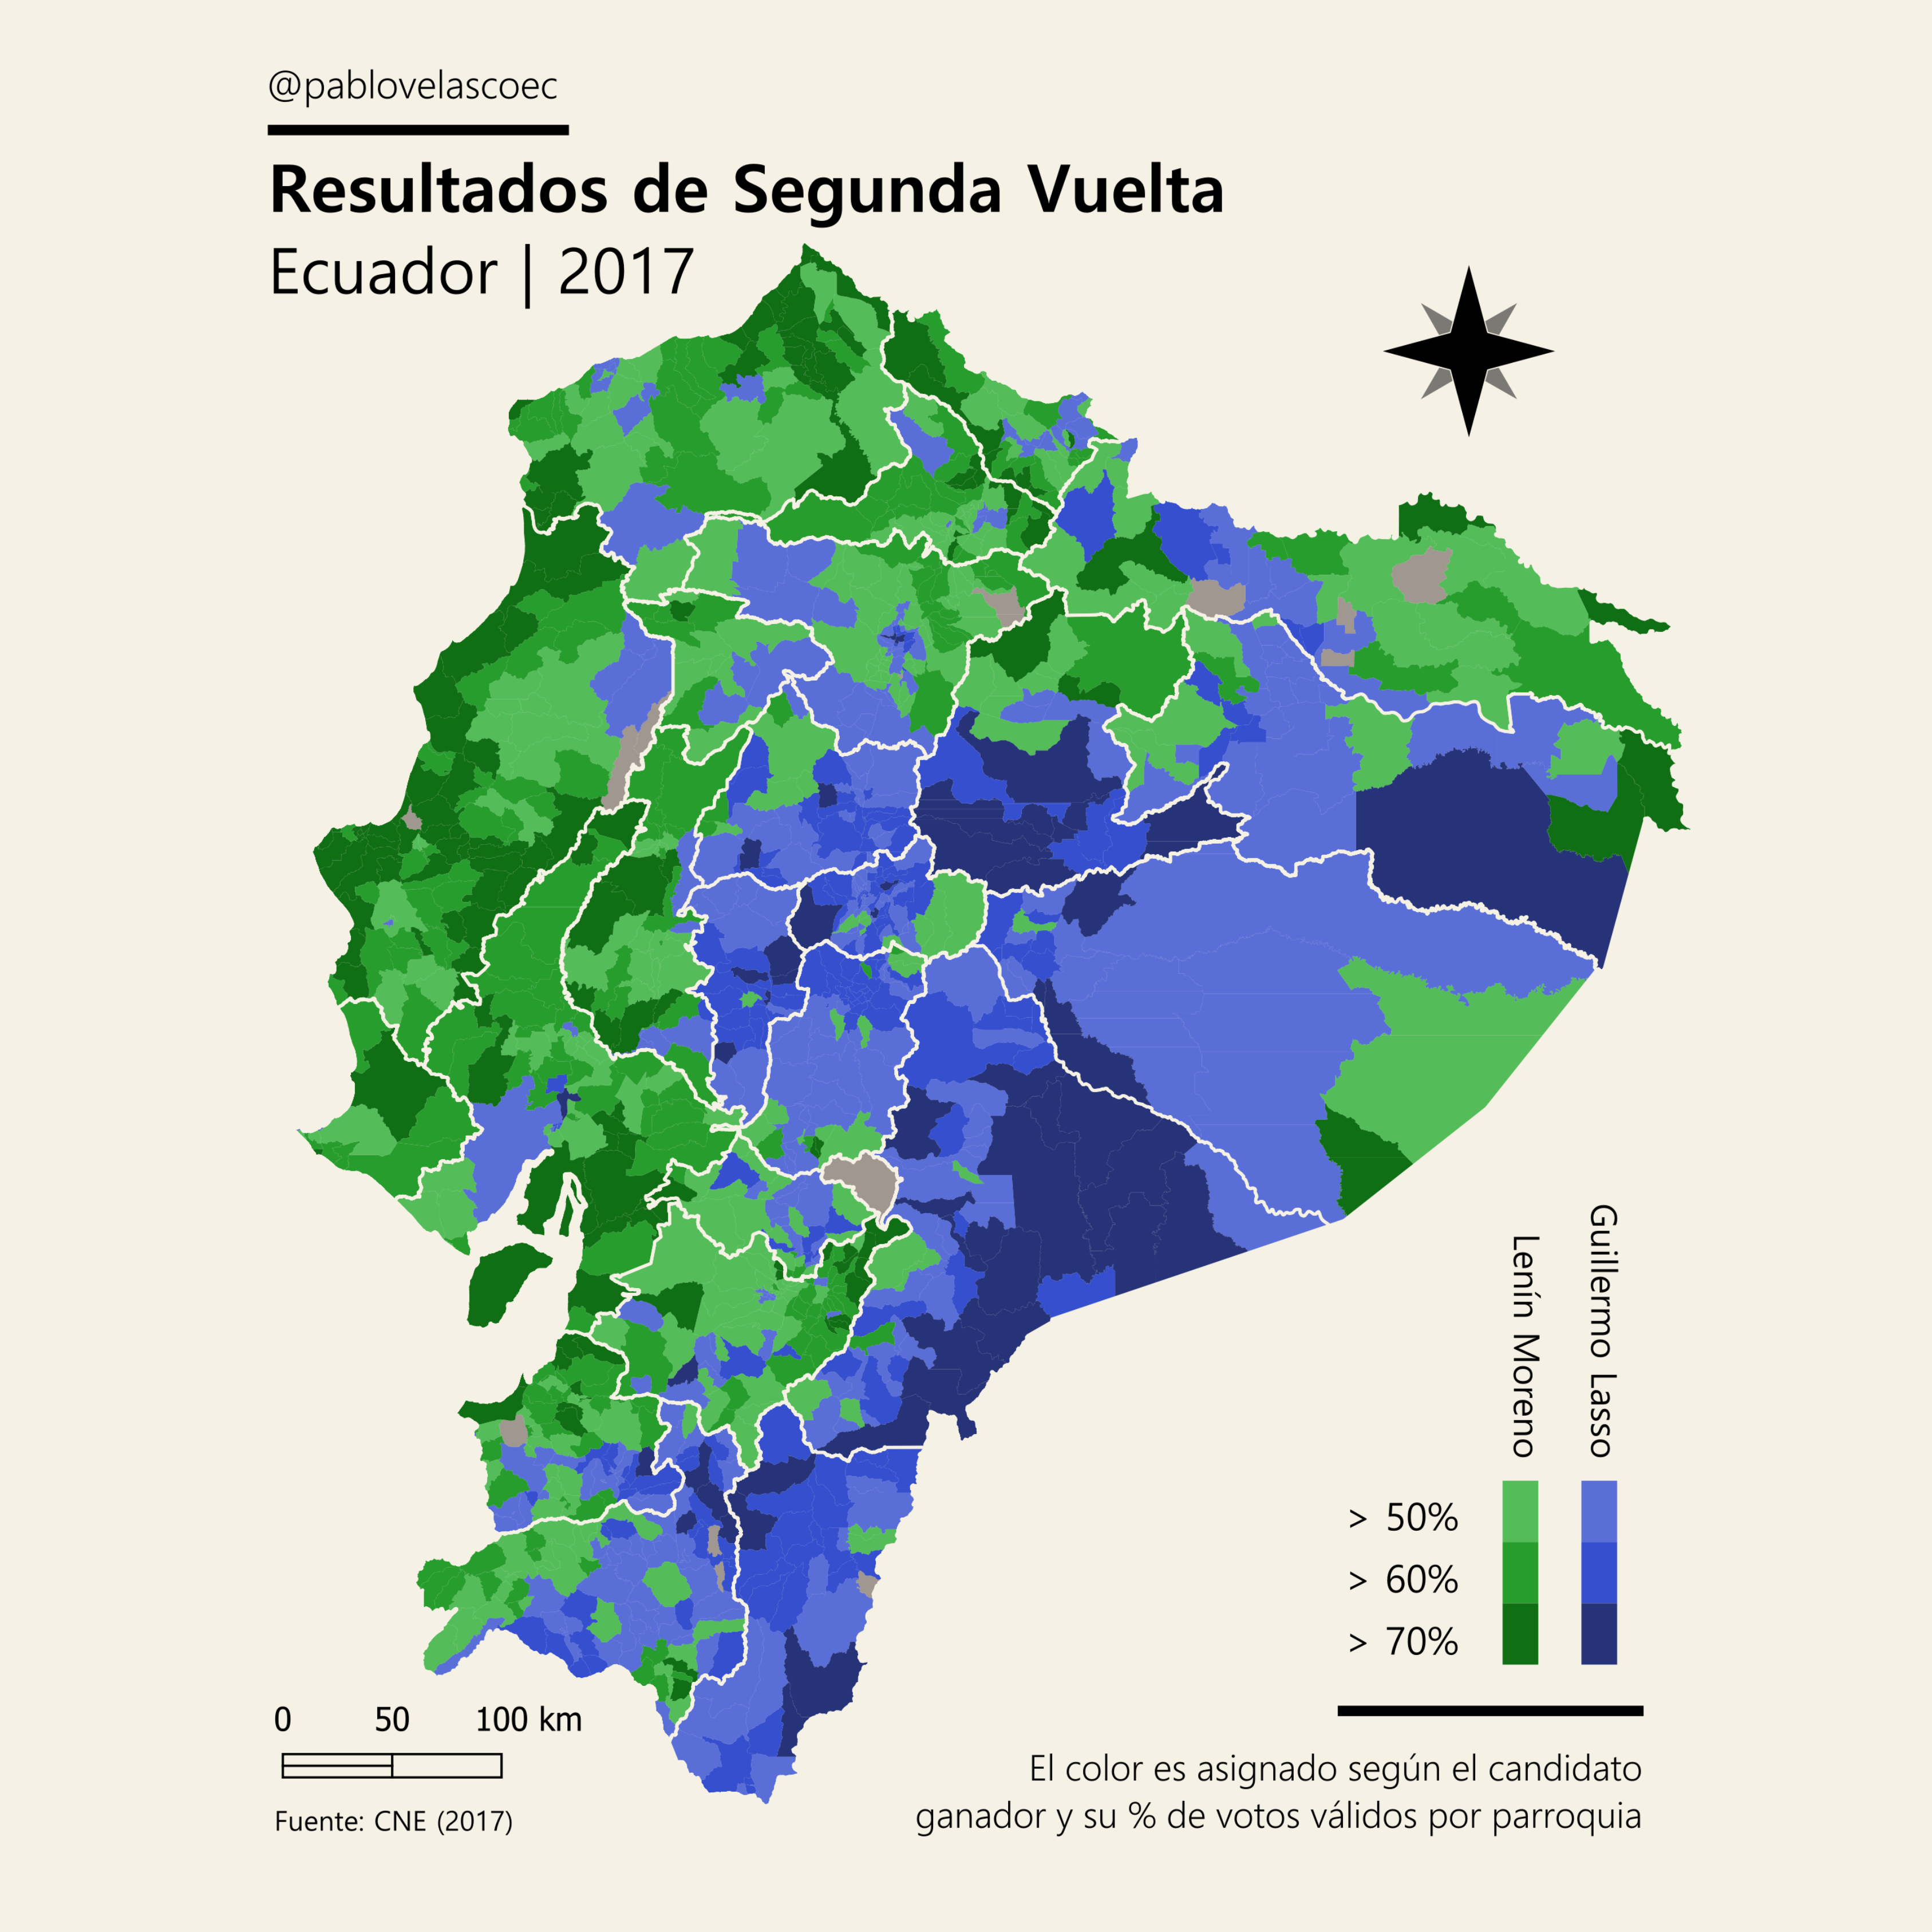 @pablovelascoec
Resultados de Segunda Vuelta
Ecuador | 2017
Guillermo Lasso
Lenín Moreno
> 50%
> 60%
> 70%
0 50 100 km
Fuente: CNE (2017)
El color es asignado según el candidato
ganador y su % de votos válidos por parroquia